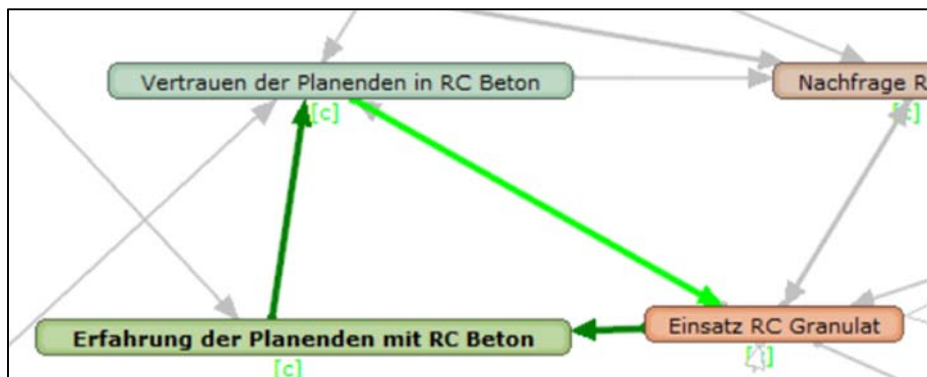 Vertrauen der Planenden in RC Beton
Nachfrage R
[c]
[c]
Einsatz RC Granulat
Erfahrung der Planenden mit RC Beton
[c]